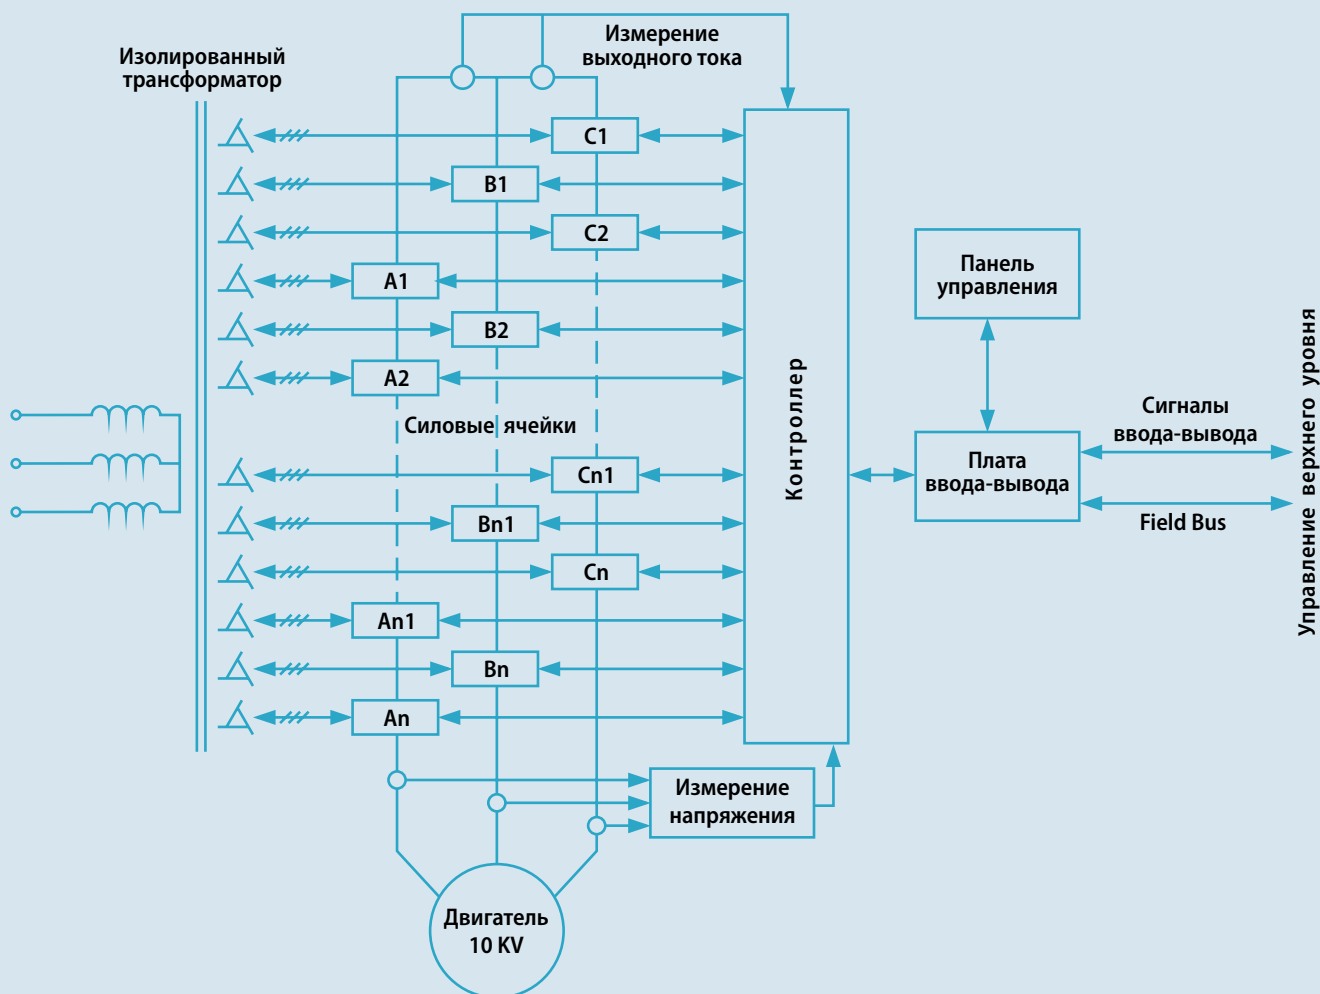 Измерение
выходного тока
Изолированный
трансформатор
C1
B1
C2
A1
B2
A2
Силовые ячейки
Cn1
Bn1
Cn
An1
Bn
An
Контроллер
Панель
управления
Плата
ввода-вывода
Сигналы
ввода-вывода
Field Bus
Управление верхнего уровня
Измерение
напряжения
Двигатель
10 KV